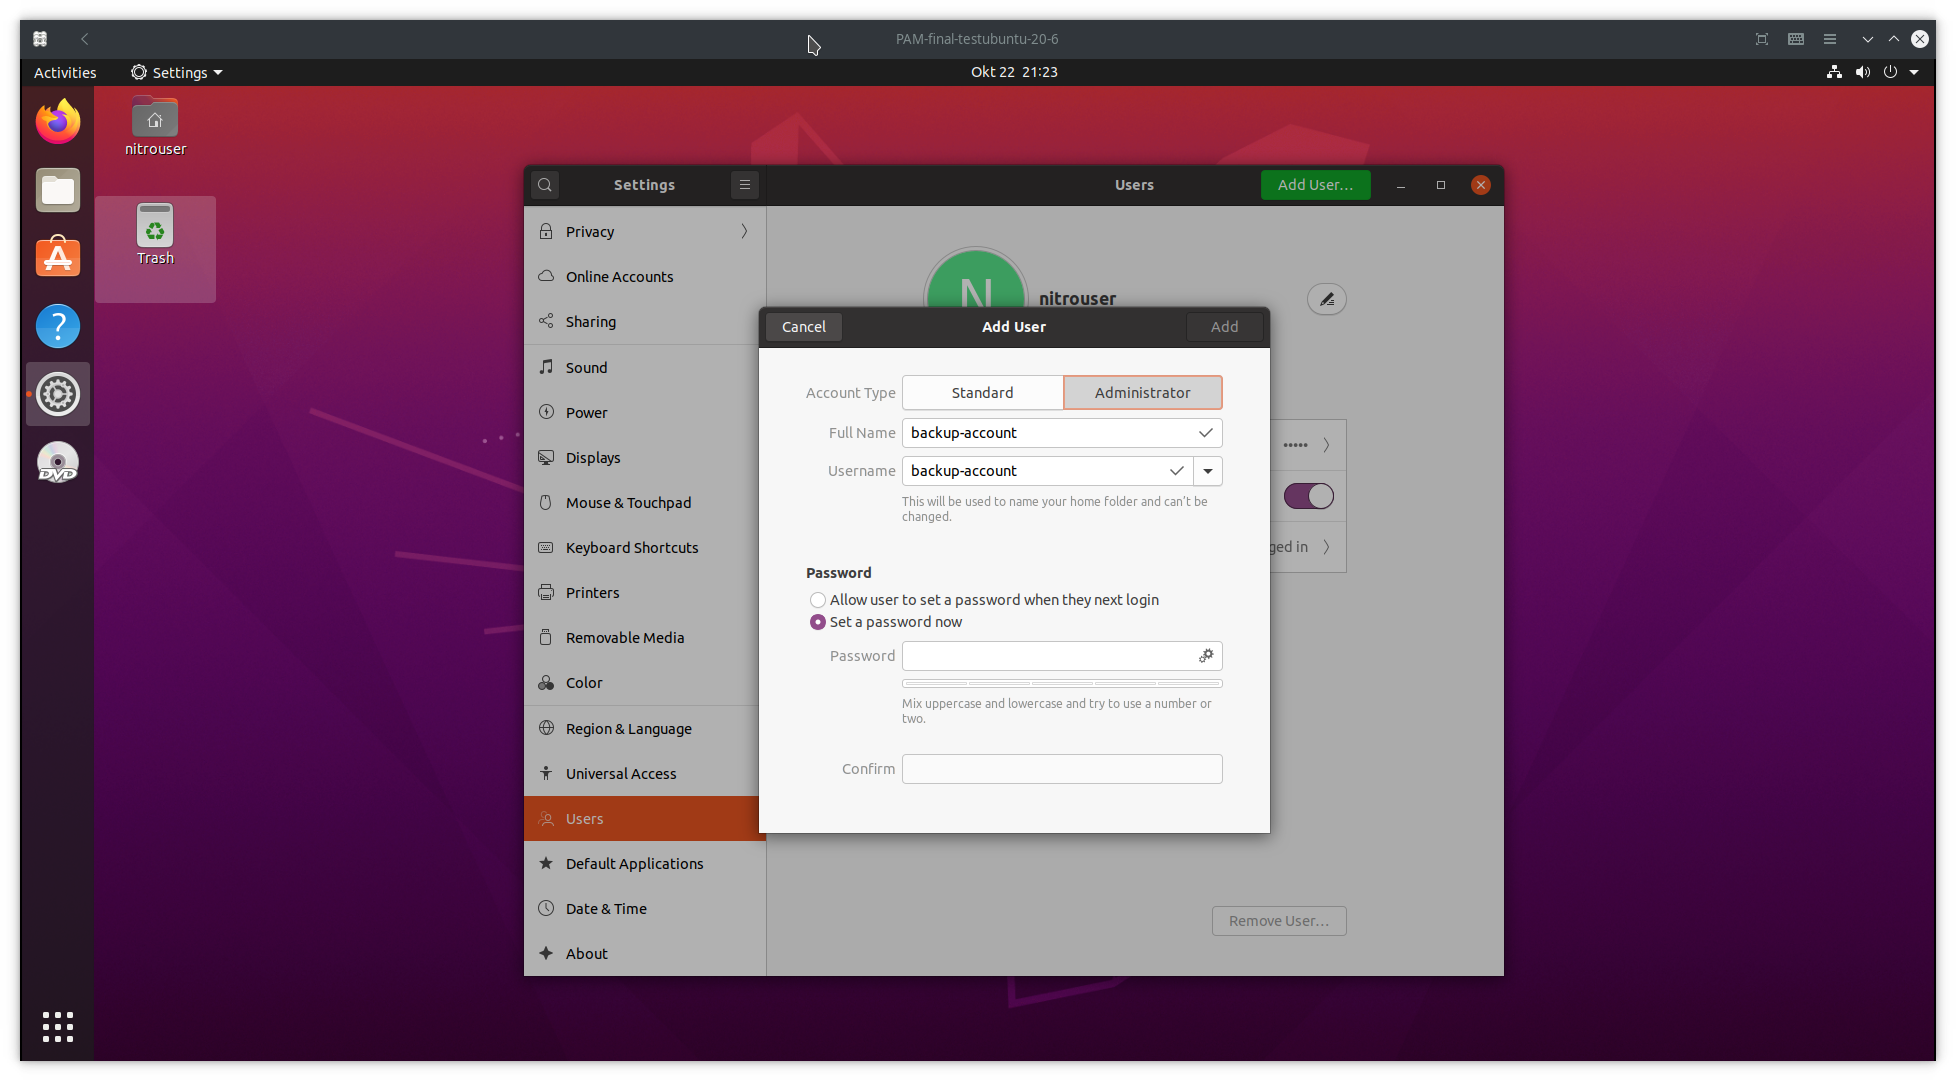 PAM-final-testubuntu-20-6
Activities
Settings
Okt 22 21:23
nitrouser
Trash
Settings
Users
Add User…
Privacy
Online Accounts
Sharing
Sound
Power
Displays
Mouse & Touchpad
Keyboard Shortcuts
Printers
Removable Media
Color
Region & Language
Universal Access
Users
Default Applications
Date & Time
About
N
nitrouser
Cancel
Add User
Add
Account Type
Standard
Administrator
Full Name
backup-account
Username
backup-account
This will be used to name your home folder and can’t be
changed.
•••••
ged in
Password
Allow user to set a password when they next login
Set a password now
Password
Mix uppercase and lowercase and try to use a number or
two.
Confirm
Remove User…
DVD